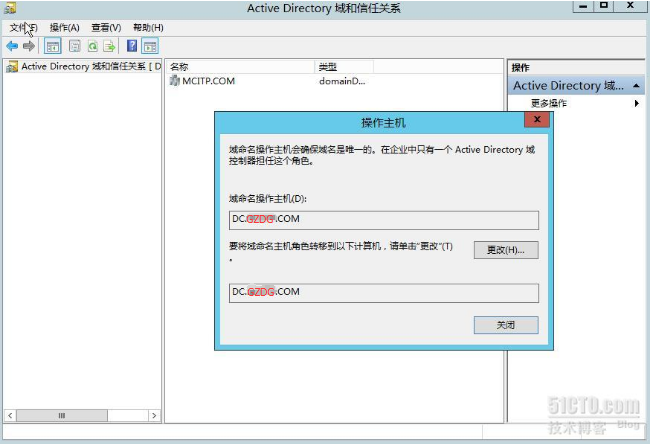 Active Directory 域和信任关系
文件(F) 操作(A) 查看(V) 帮助(H)
Active Directory 域和信任关系 [ D
名称 类型
MCITP.COM domainD...
操作
Active Directory 域...
更多操作
操作主机
域命名操作主机会确保域名是唯一的。在企业中只有一个 Active Directory 域
控制器担任这个角色。
域命名操作主机(D):
DC.GZDG.COM
要将域命名主机角色转移到以下计算机，请单击"更改"(T)
。
更改(H)...
DC.GZDG.COM
关闭
51CTO.com
技术博客 Blog